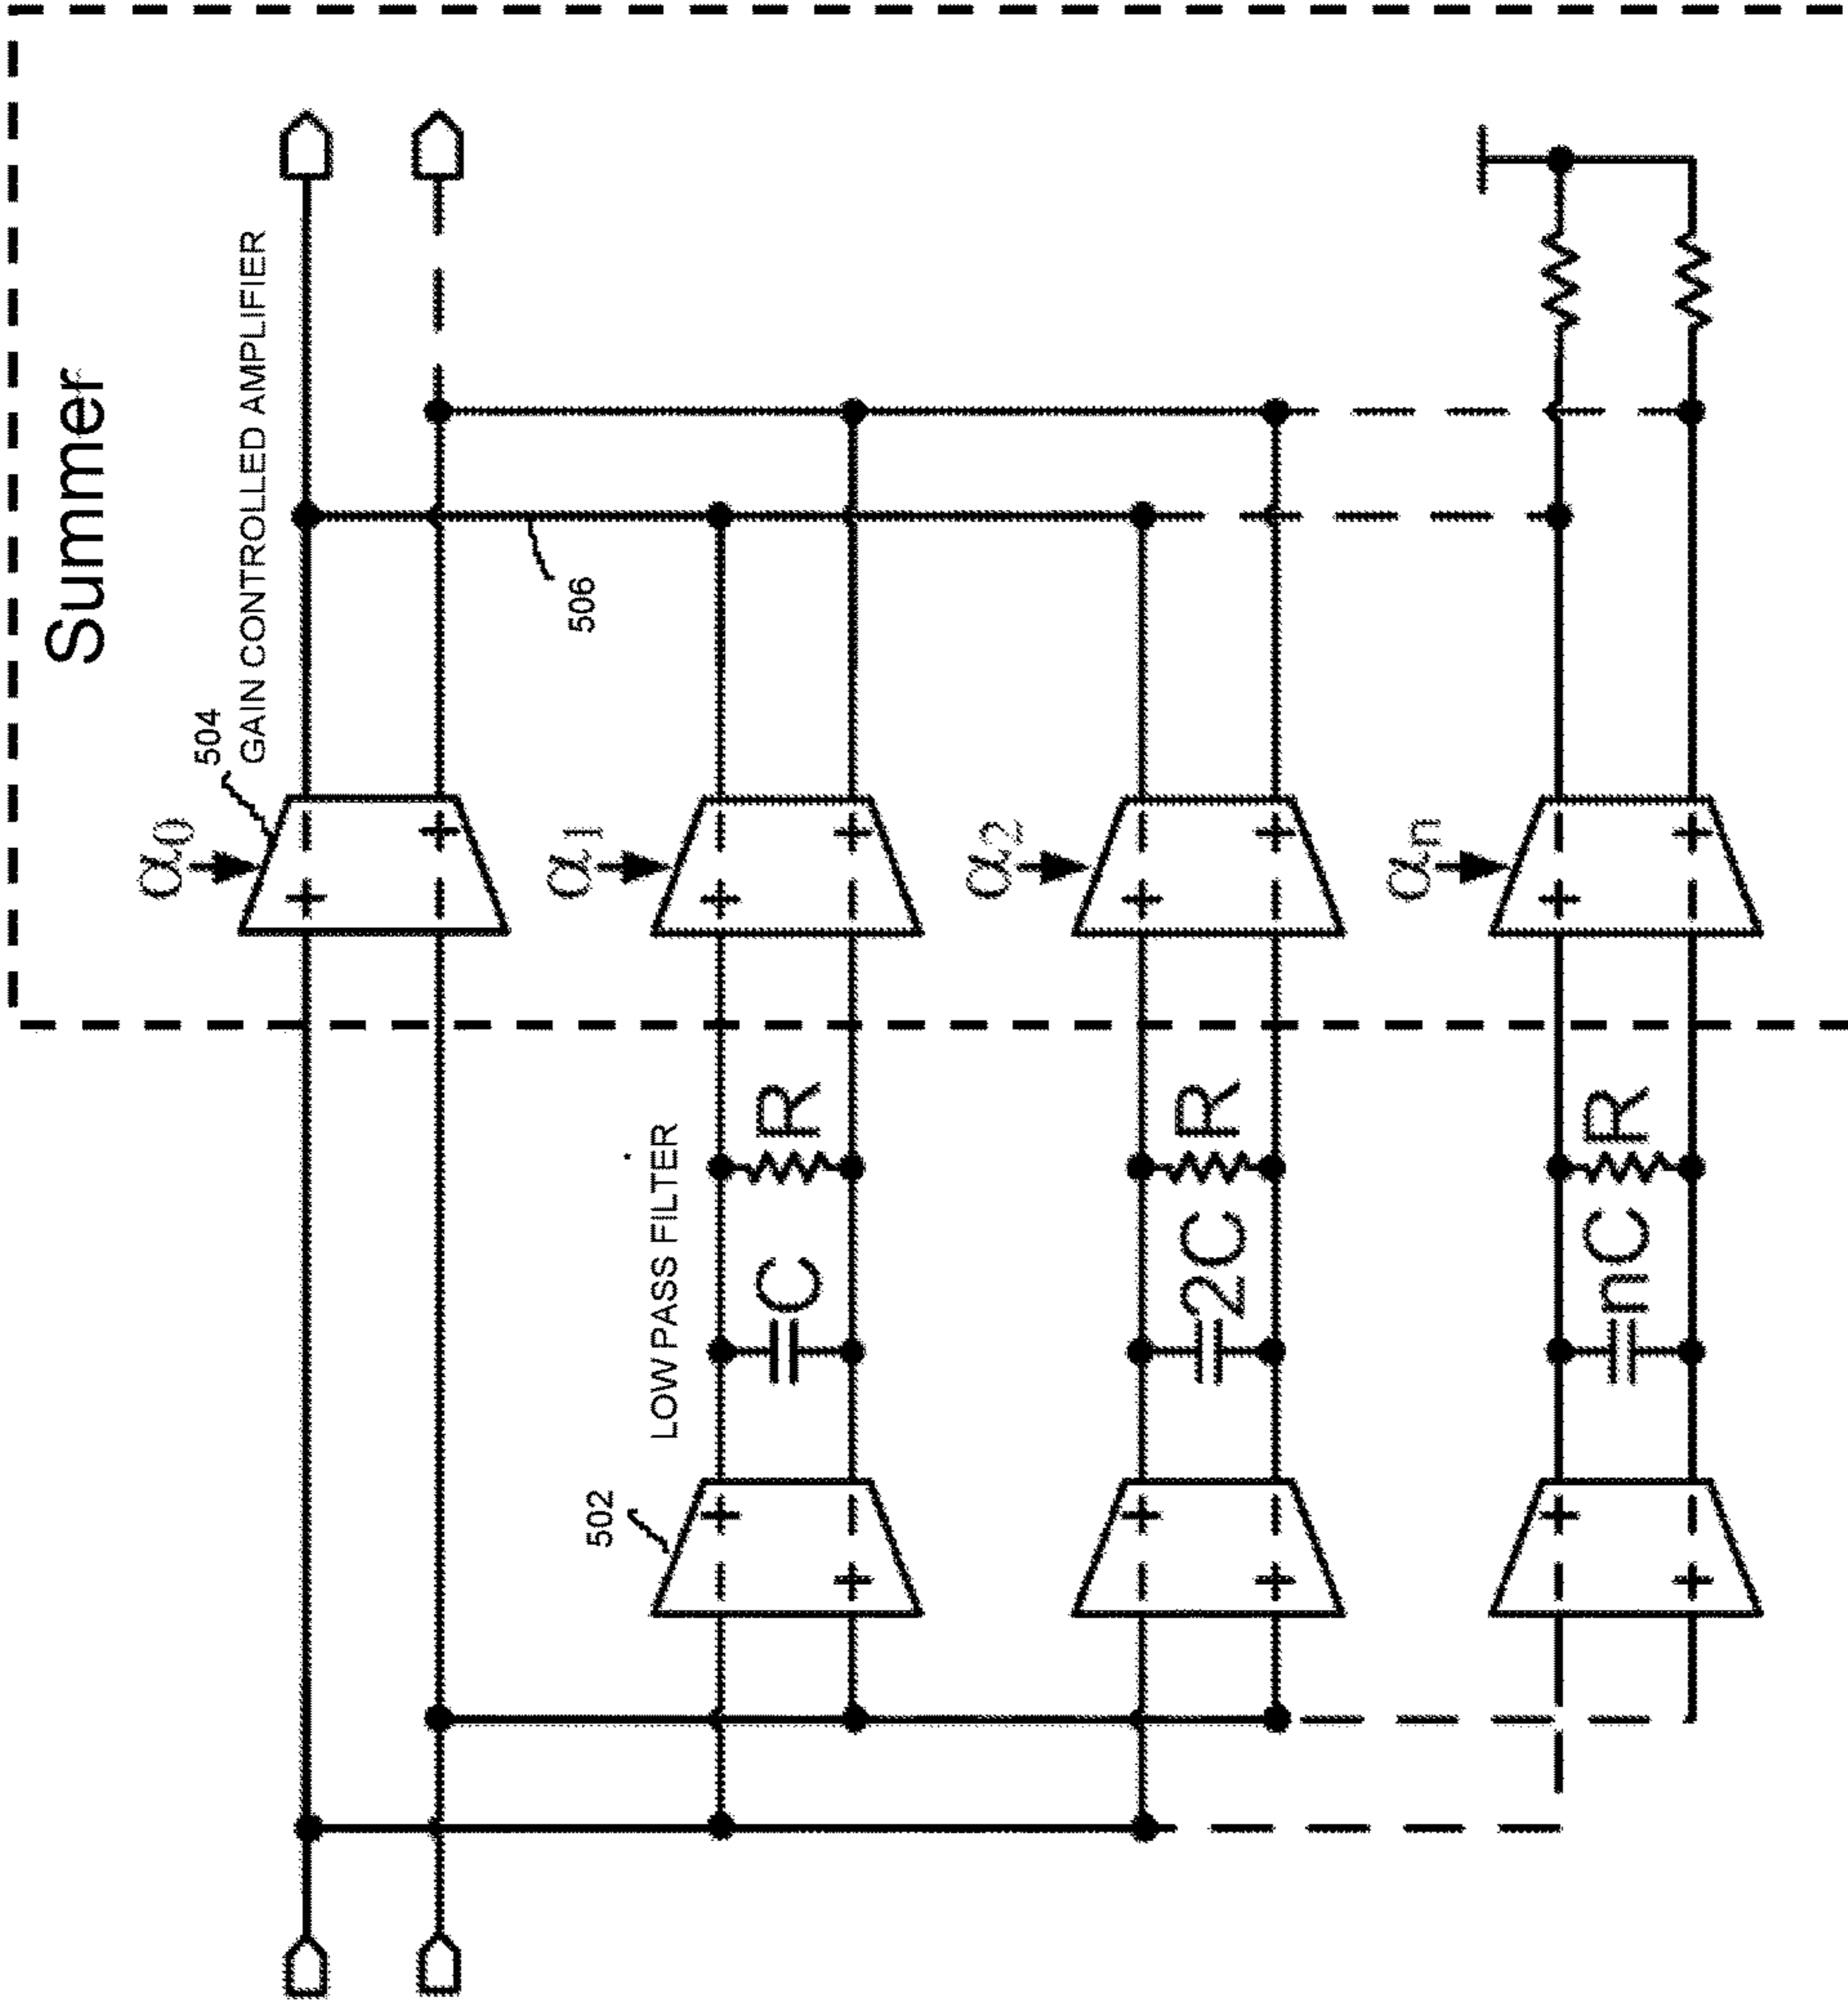 Summer
504
GAIN CONTROLLED AMPLIFIER
α0
α1
α2
αn
506
LOW PASS FILTER
502
C
R
2C
R
nC
R